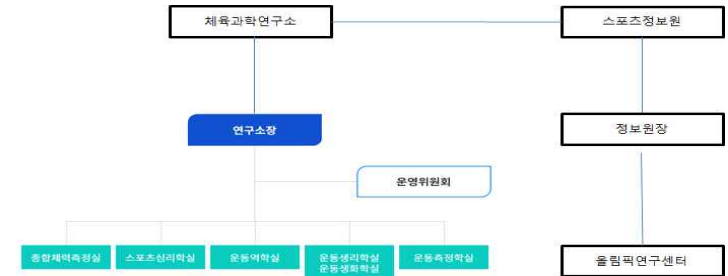 체육과학연구소
스포츠정보원
연구소장
정보원장
운영위원회
종합체력측정실
스포츠심리학실
운동역학실
운동생리학실
운동생화학실
운동측정학실
올림픽연구센터